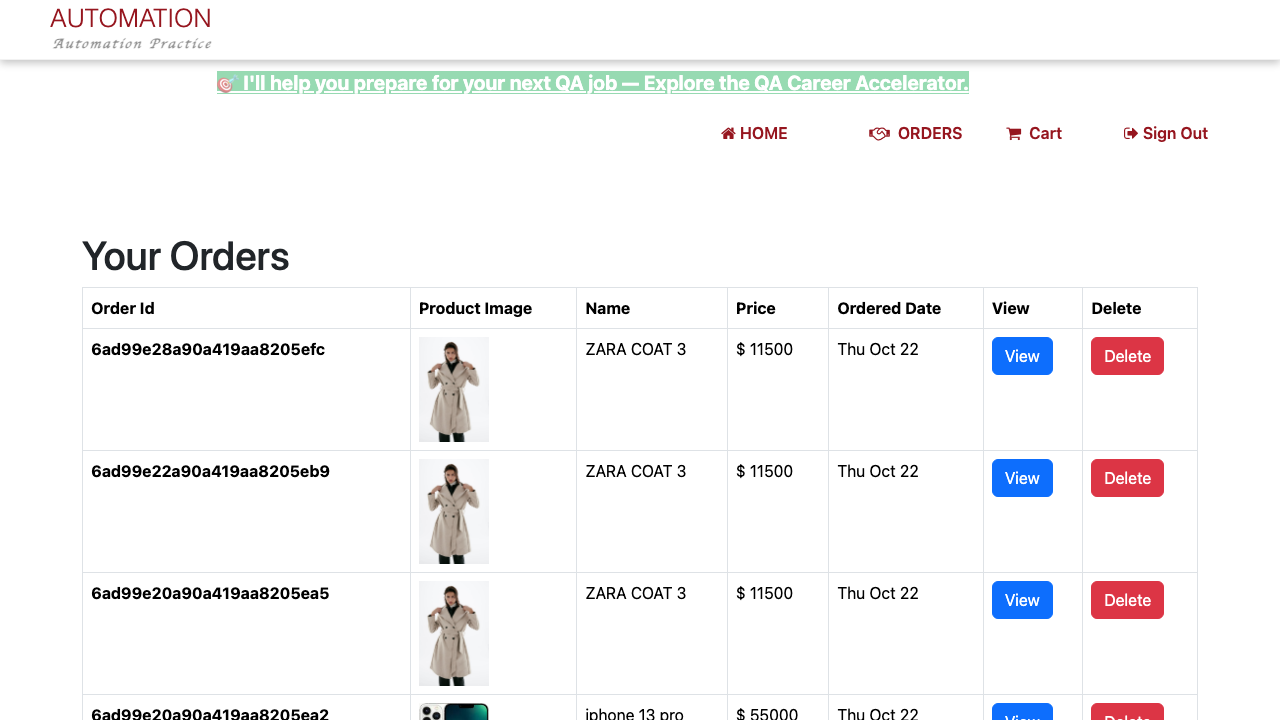 AUTOMATION
Automation Practice
🎯 I'll help you prepare for your next QA job — Explore the QA Career Accelerator.
HOME ORDERS Cart Sign Out
Your Orders
Order Id Product Image Name Price Ordered Date View Delete
6ad99e28a90a419aa8205efc ZARA COAT 3 $ 11500 Thu Oct 22 View Delete
6ad99e22a90a419aa8205eb9 ZARA COAT 3 $ 11500 Thu Oct 22 View Delete
6ad99e20a90a419aa8205ea5 ZARA COAT 3 $ 11500 Thu Oct 22 View Delete
6ad99e20a90a419aa8205ea2 iphone 13 pro $ 55000 Thu Oct 22 View Delete